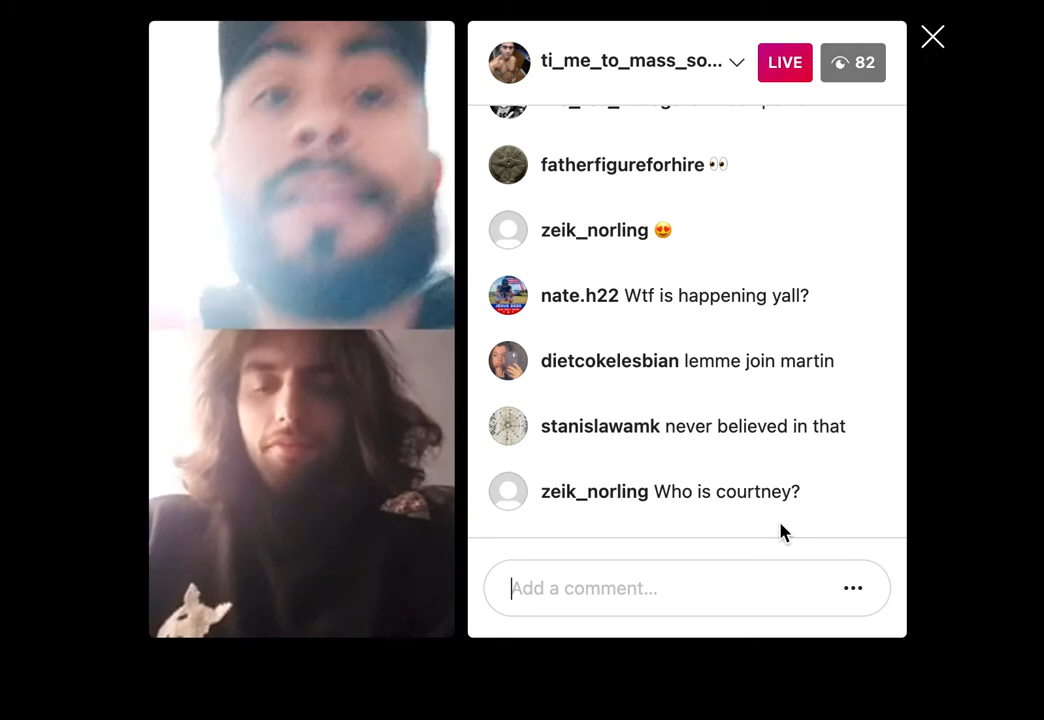 ti_me_to_mass_so...
LIVE
82
fatherfigureforhire 👀
zeik_norling 😍
nate.h22 Wtf is happening yall?
dietcokelesbian lemme join martin
stanislawamk never believed in that
zeik_norling Who is courtney?
Add a comment...